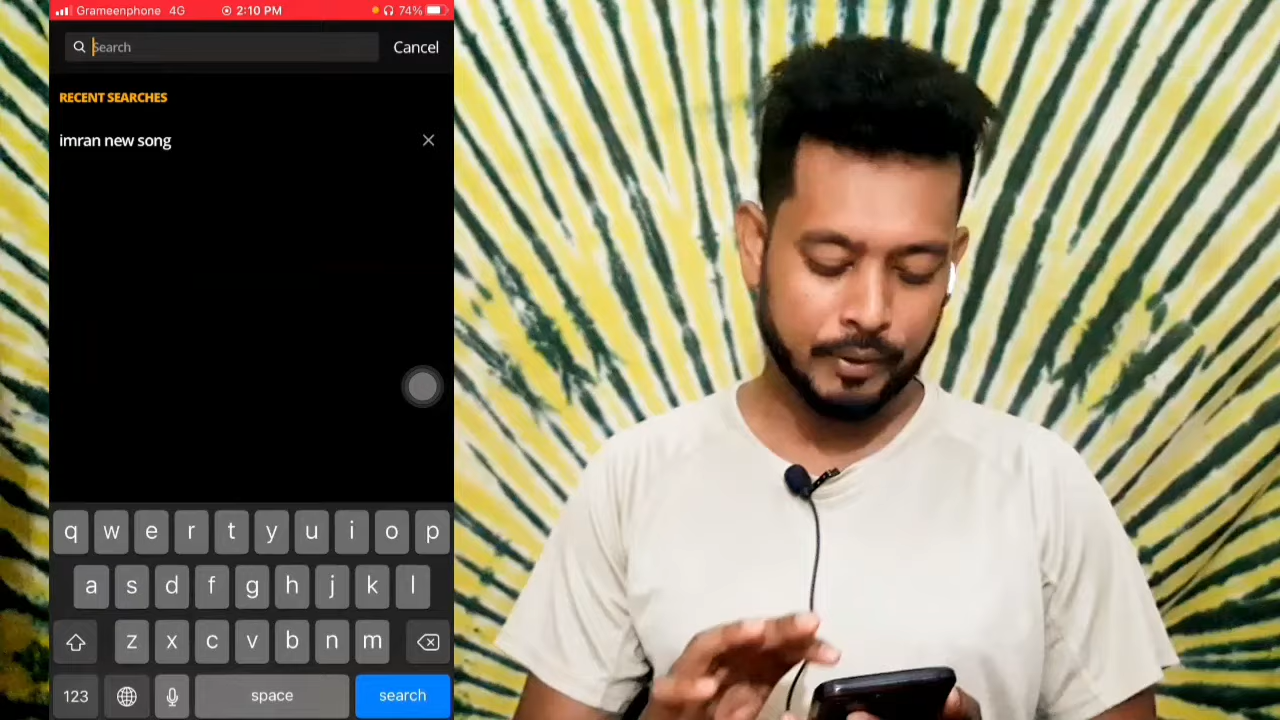 Grameenphone 4G 2:10 PM 74%
Search Cancel
RECENT SEARCHES
imran new song
q w e r t y u i o p
a s d f g h j k l
z x c v b n m
123 space search